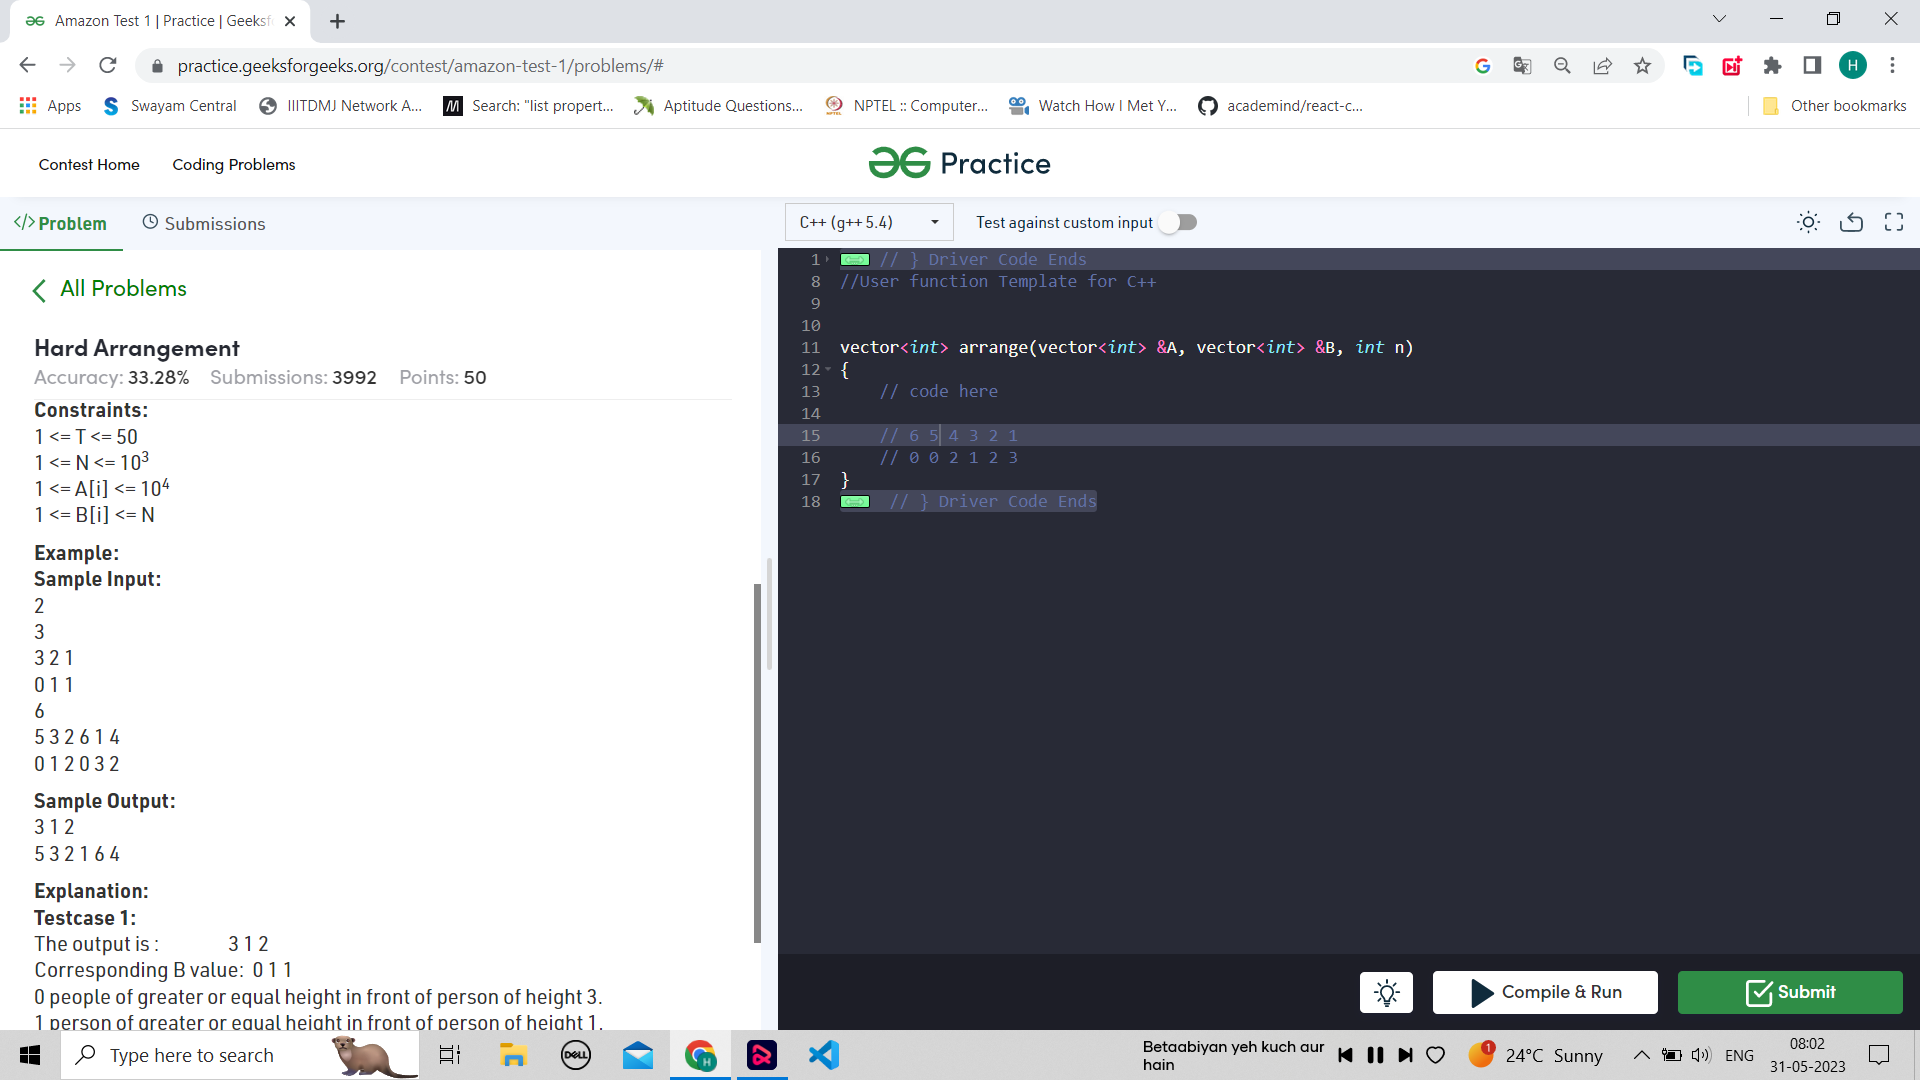 Amazon Test 1 | Practice | Geeksf
practice.geeksforgeeks.org/contest/amazon-test-1/problems/#
H
Apps
Swayam Central
IIITDMJ Network A...
M
Search: "list propert...
Aptitude Questions...
NPTEL :: Computer...
Watch How I Met Y...
academind/react-c...
Other bookmarks
Contest Home
Coding Problems
Practice
</> Problem
Submissions
C++ (g++ 5.4)
Test against custom input
All Problems
Hard Arrangement
Accuracy: 33.28% Submissions: 3992 Points: 50
Constraints:
1 <= T <= 50
1 <= N <= 10³
1 <= A[i] <= 10⁴
1 <= B[i] <= N
Example:
Sample Input:
2
3
3 2 1
0 1 1
6
5 3 2 6 1 4
0 1 2 0 3 2
Sample Output:
3 1 2
5 3 2 1 6 4
Explanation:
Testcase 1:
The output is : 3 1 2
Corresponding B value: 0 1 1
0 people of greater or equal height in front of person of height 3.
1 person of greater or equal height in front of person of height 1.
1 // } Driver Code Ends
8 //User function Template for C++
9
10
11 vector<int> arrange(vector<int> &A, vector<int> &B, int n)
12 {
13 // code here
14
15 // 6 5 4 3 2 1
16 // 0 0 2 1 2 3
17 }
18 // } Driver Code Ends
Compile & Run
Submit
Type here to search
DELL
H
Betaabiyan yeh kuch aur
hain
1
24°C Sunny
ENG
08:02
31-05-2023